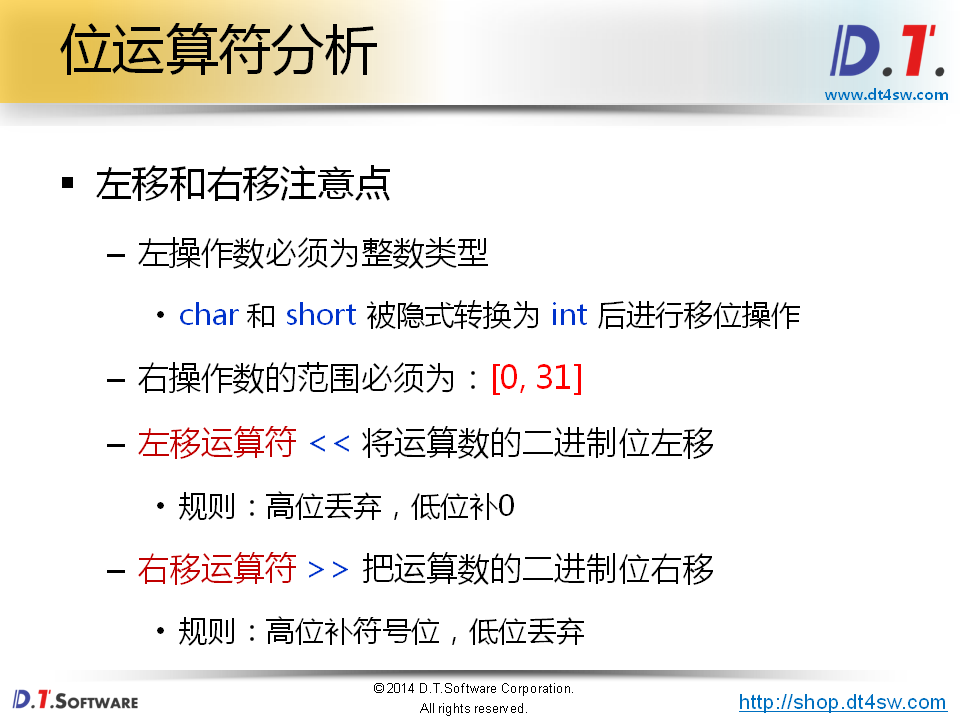 位运算符分析
D.T.
www.dt4sw.com
▪ 左移和右移注意点
– 左操作数必须为整数类型
• char 和 short 被隐式转换为 int 后进行移位操作
– 右操作数的范围必须为：[0, 31]
– 左移运算符 << 将运算数的二进制位左移
• 规则：高位丢弃，低位补0
– 右移运算符 >> 把运算数的二进制位右移
• 规则：高位补符号位，低位丢弃
D.T.SOFTWARE
©2014 D.T.Software Corporation.
All rights reserved.
http://shop.dt4sw.com